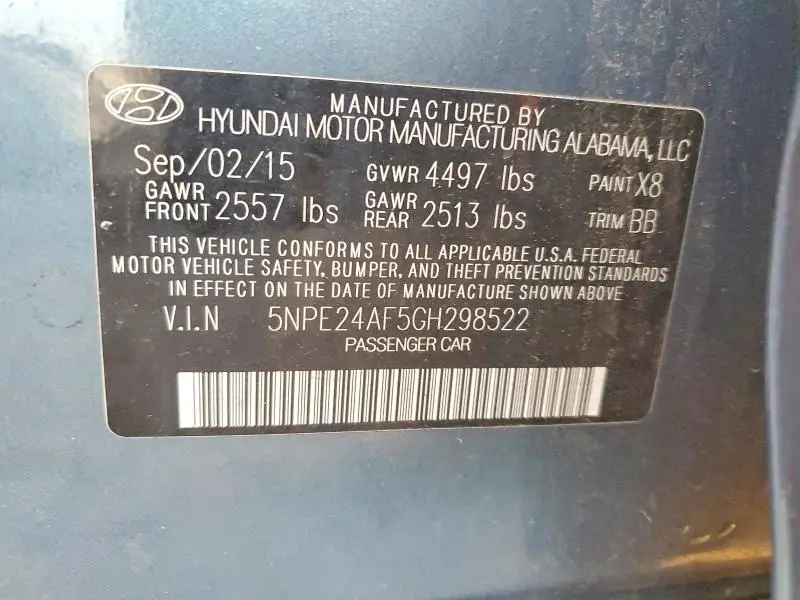 MANUFACTURED BY
HYUNDAI MOTOR MANUFACTURING ALABAMA, LLC
Sep/02/15 GVWR 4497 lbs PAINT X8
GAWR FRONT 2557 lbs GAWR REAR 2513 lbs TRIM BB
THIS VEHICLE CONFORMS TO ALL APPLICABLE U.S.A. FEDERAL
MOTOR VEHICLE SAFETY, BUMPER, AND THEFT PREVENTION STANDARDS
IN EFFECT ON THE DATE OF MANUFACTURE SHOWN ABOVE
V.I.N 5NPE24AF5GH298522
PASSENGER CAR